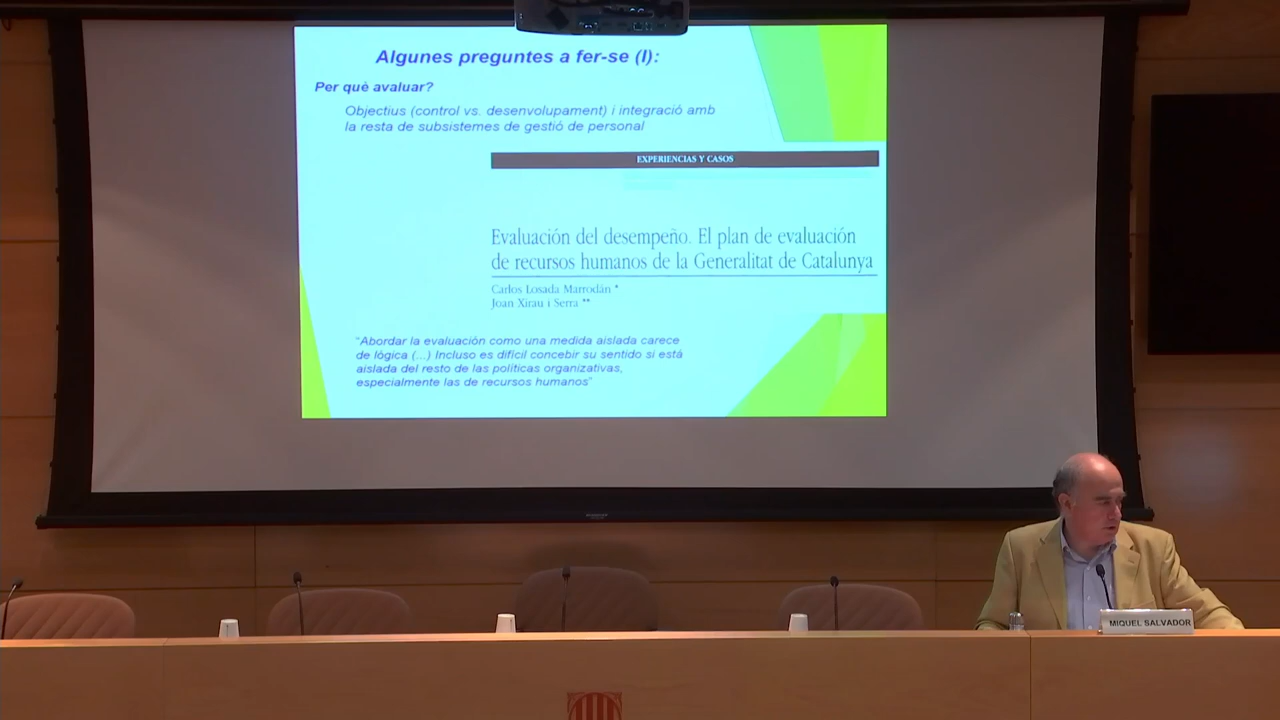 Algunes preguntes a fer-se (I):
Per què avaluar?
Objectius (control vs. desenvolupament) i integració amb
la resta de subsistemes de gestió de personal
EXPERIENCIAS Y CASOS
Evaluación del desempeño. El plan de evaluación
de recursos humanos de la Generalitat de Catalunya
Carlos Losada Marrodán *
Joan Xirau i Serra **
“Abordar la evaluación como una medida aislada carece
de lógica (...) Incluso es difícil concebir su sentido si está
aislada del resto de las políticas organizativas,
especialmente las de recursos humanos”
MIQUEL SALVADOR